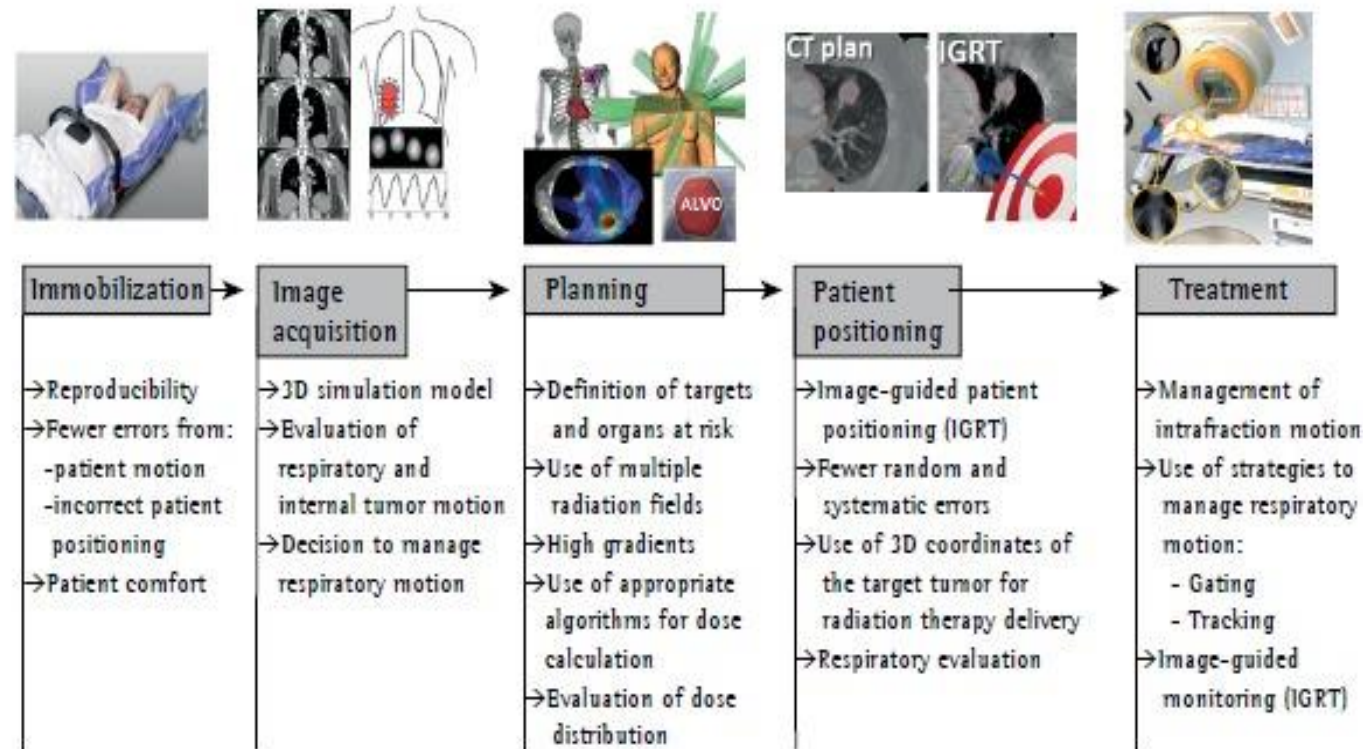 CT plan
IGRT
ALVO
Immobilization
→Reproducibility
→Fewer errors from:
-patient motion
-incorrect patient
positioning
→Patient comfort
Image
acquisition
→3D simulation model
→Evaluation of
respiratory and
internal tumor motion
→Decision to manage
respiratory motion
Planning
→Definition of targets
and organs at risk
→Use of multiple
radiation fields
→High gradients
→Use of appropriate
algorithms for dose
calculation
→Evaluation of dose
distribution
Patient
positioning
→Image-guided patient
positioning (IGRT)
→Fewer random and
systematic errors
→Use of 3D coordinates of
the target tumor for
radiation therapy delivery
→Respiratory evaluation
Treatment
→Management of
intrafraction motion
→Use of strategies to
manage respiratory
motion:
- Gating
- Tracking
→Image-guided
monitoring (IGRT)